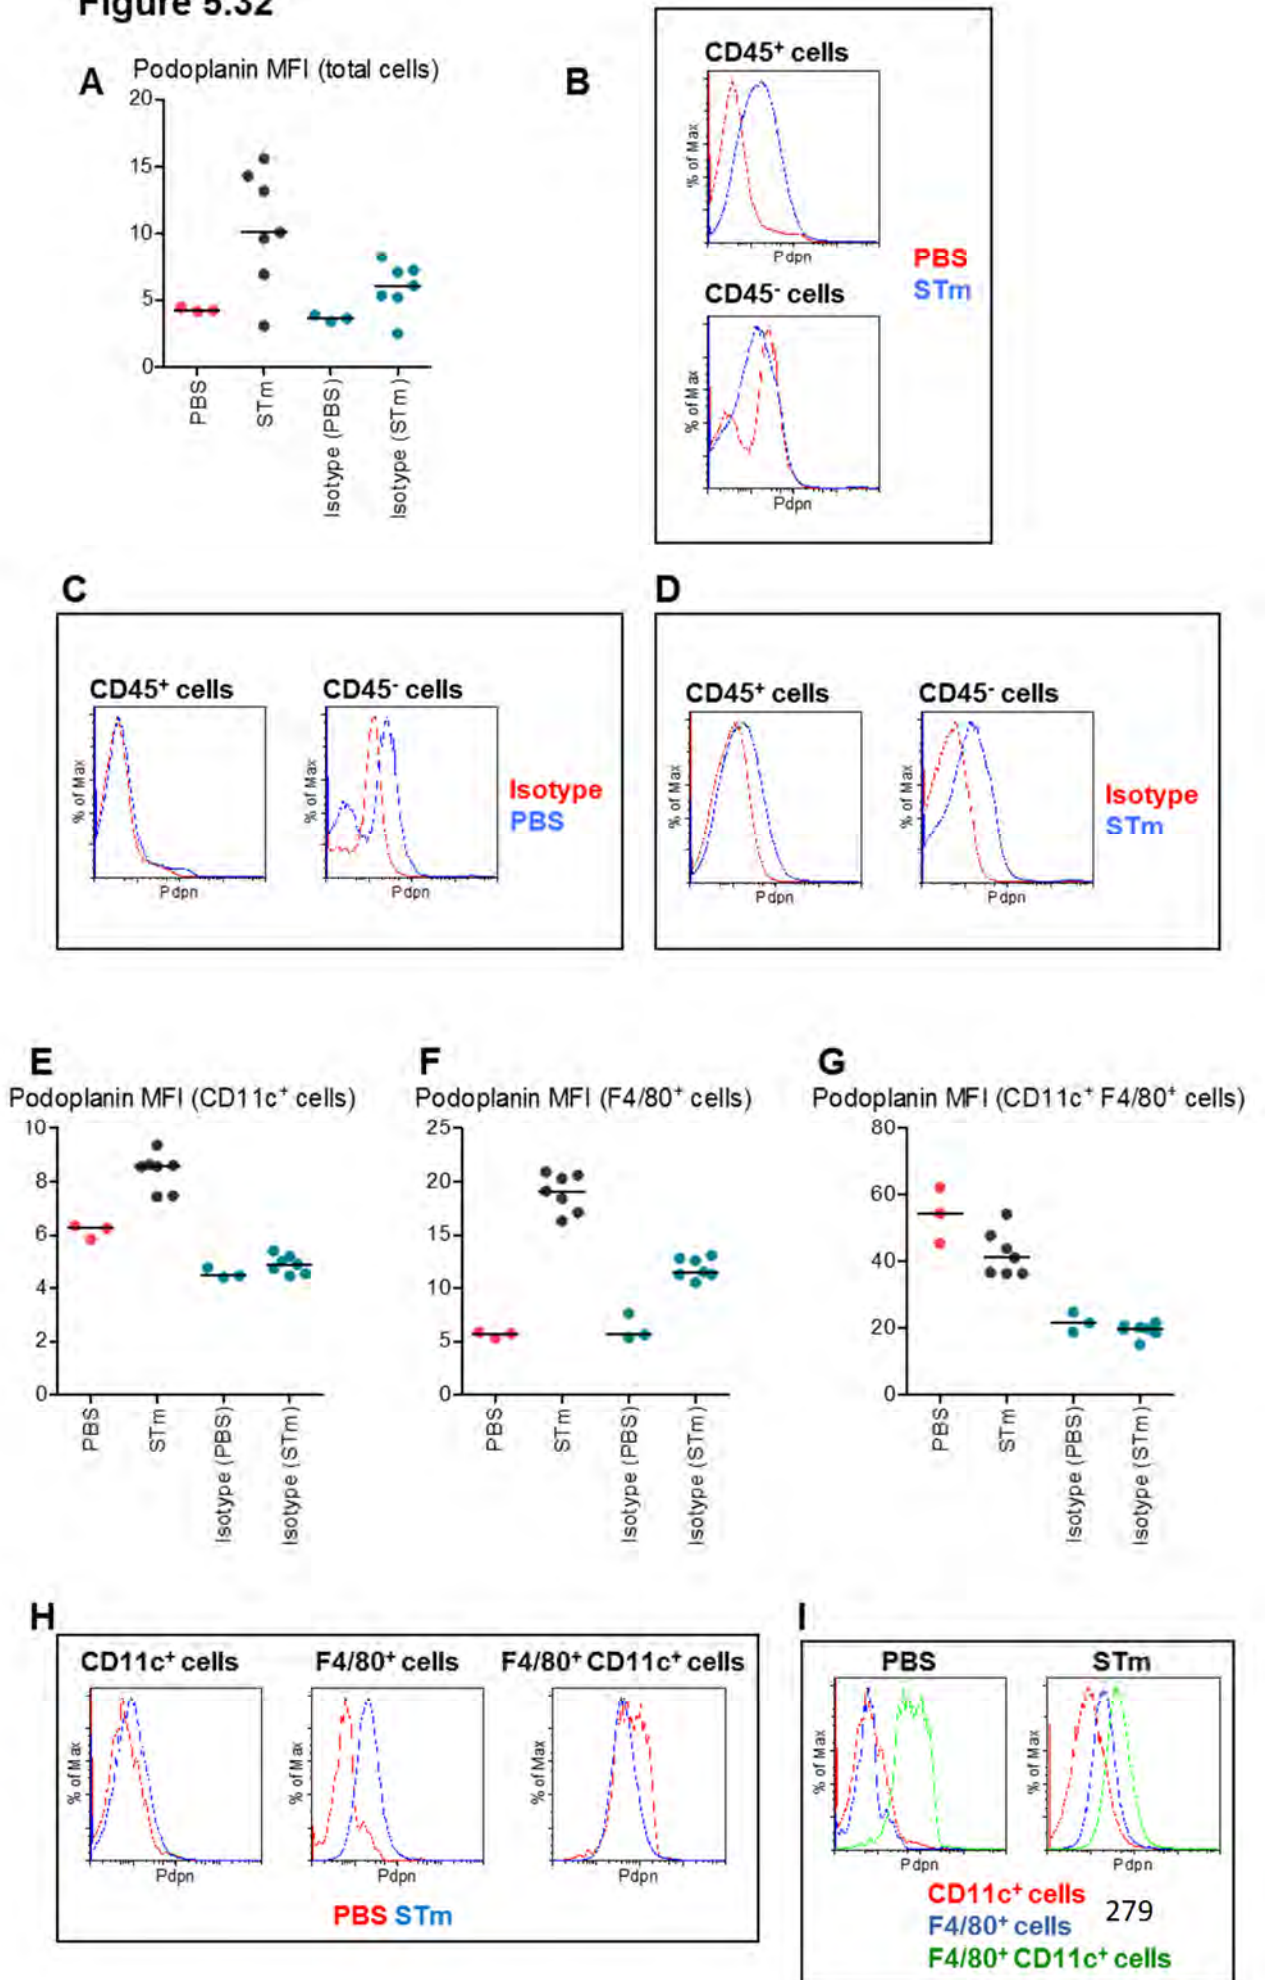 Figure 5.32
A
Podoplanin MFI (total cells)
20
15
10
5
0
PBS
STm
Isotype (PBS)
Isotype (STm)
B
CD45⁺ cells
% of Max
Pdpn
CD45⁻ cells
% of Max
Pdpn
PBS
STm
C
CD45⁺ cells
% of Max
Pdpn
CD45⁻ cells
% of Max
Pdpn
Isotype
PBS
D
CD45⁺ cells
% of Max
Pdpn
CD45⁻ cells
% of Max
Pdpn
Isotype
STm
E
Podoplanin MFI (CD11c⁺ cells)
10
8
6
4
2
0
PBS
STm
Isotype (PBS)
Isotype (STm)
F
Podoplanin MFI (F4/80⁺ cells)
25
20
15
10
5
0
PBS
STm
Isotype (PBS)
Isotype (STm)
G
Podoplanin MFI (CD11c⁺ F4/80⁺ cells)
80
60
40
20
0
PBS
STm
Isotype (PBS)
Isotype (STm)
H
CD11c⁺ cells
% of Max
Pdpn
F4/80⁺ cells
% of Max
Pdpn
F4/80⁺ CD11c⁺ cells
% of Max
Pdpn
PBS STm
I
PBS
% of Max
Pdpn
STm
% of Max
Pdpn
CD11c⁺ cells
F4/80⁺ cells
F4/80⁺ CD11c⁺ cells
279